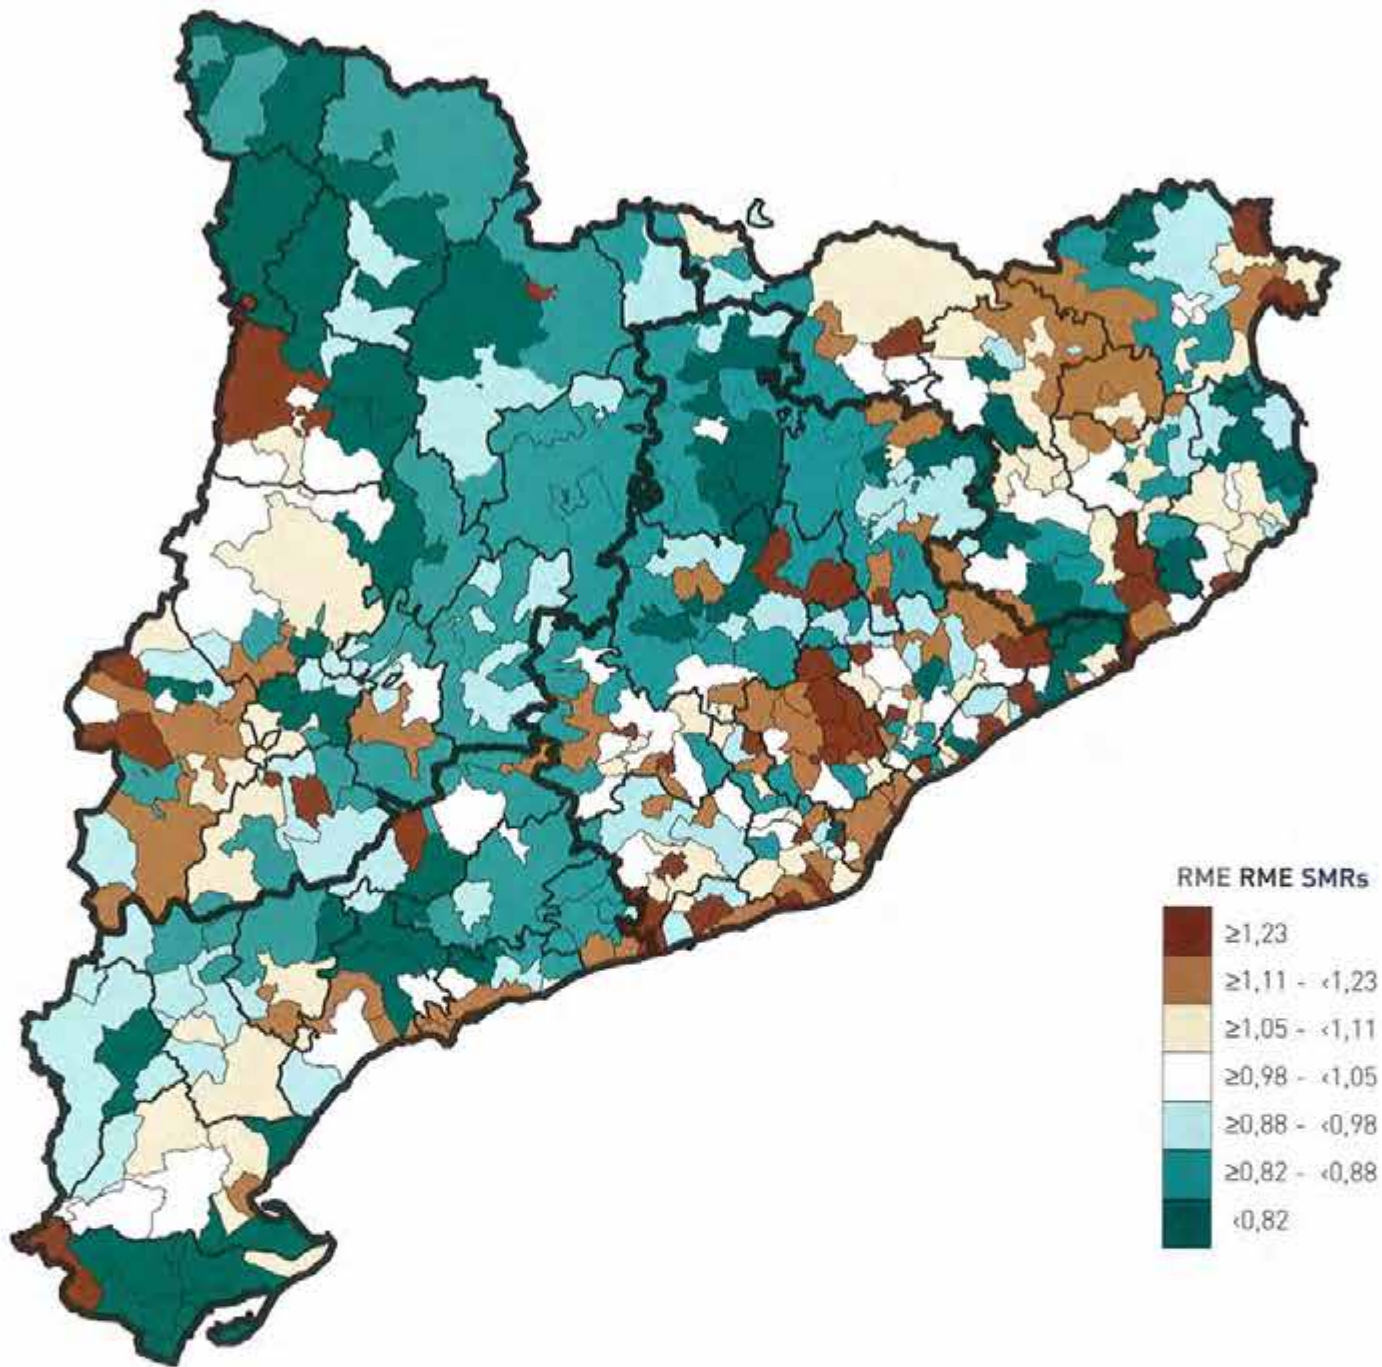 RME RME SMRs
≥1,23
≥1,11 - <1,23
≥1,05 - <1,11
≥0,98 - <1,05
≥0,88 - <0,98
≥0,82 - <0,88
<0,82